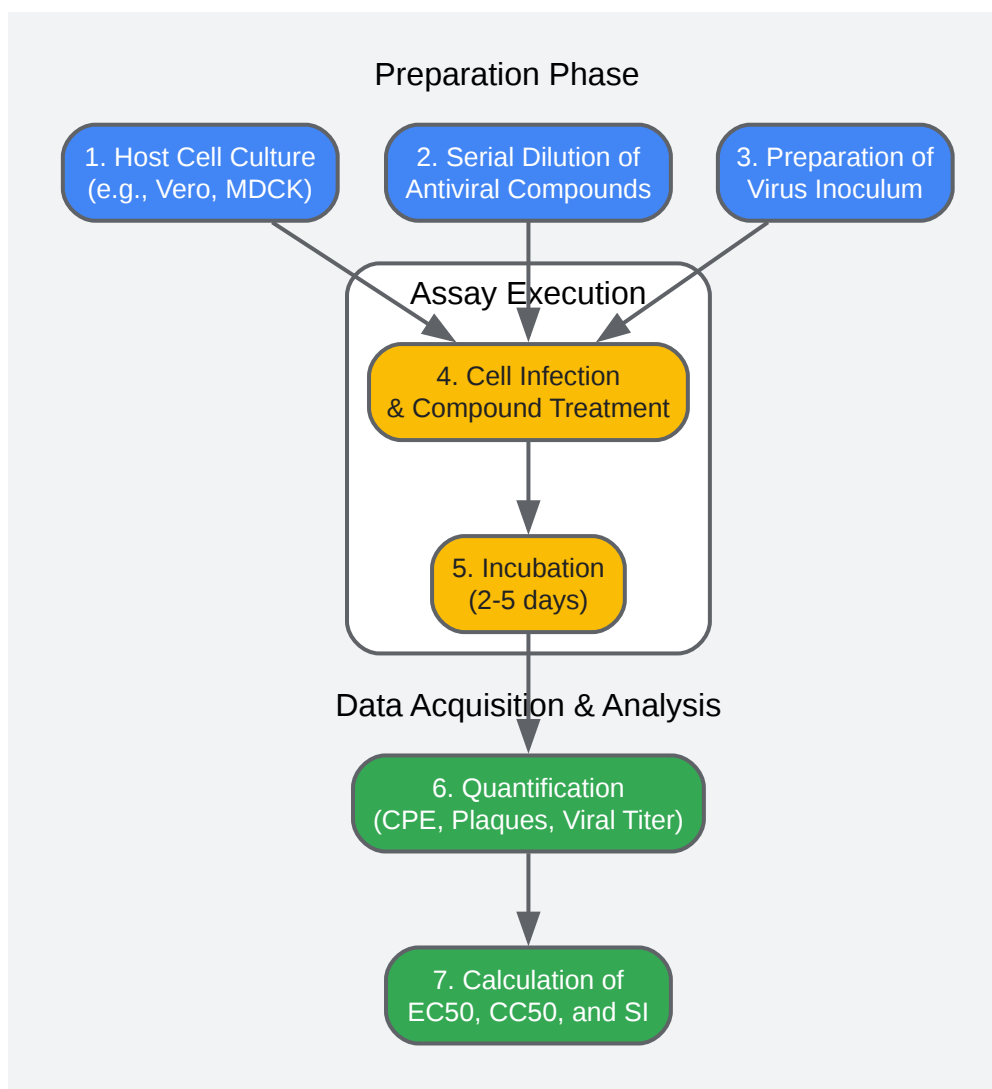 Preparation Phase
1. Host Cell Culture
(e.g., Vero, MDCK)
2. Serial Dilution of
Antiviral Compounds
3. Preparation of
Virus Inoculum
Assay Execution
4. Cell Infection
& Compound Treatment
5. Incubation
(2-5 days)
Data Acquisition & Analysis
6. Quantification
(CPE, Plaques, Viral Titer)
7. Calculation of
EC50, CC50, and SI